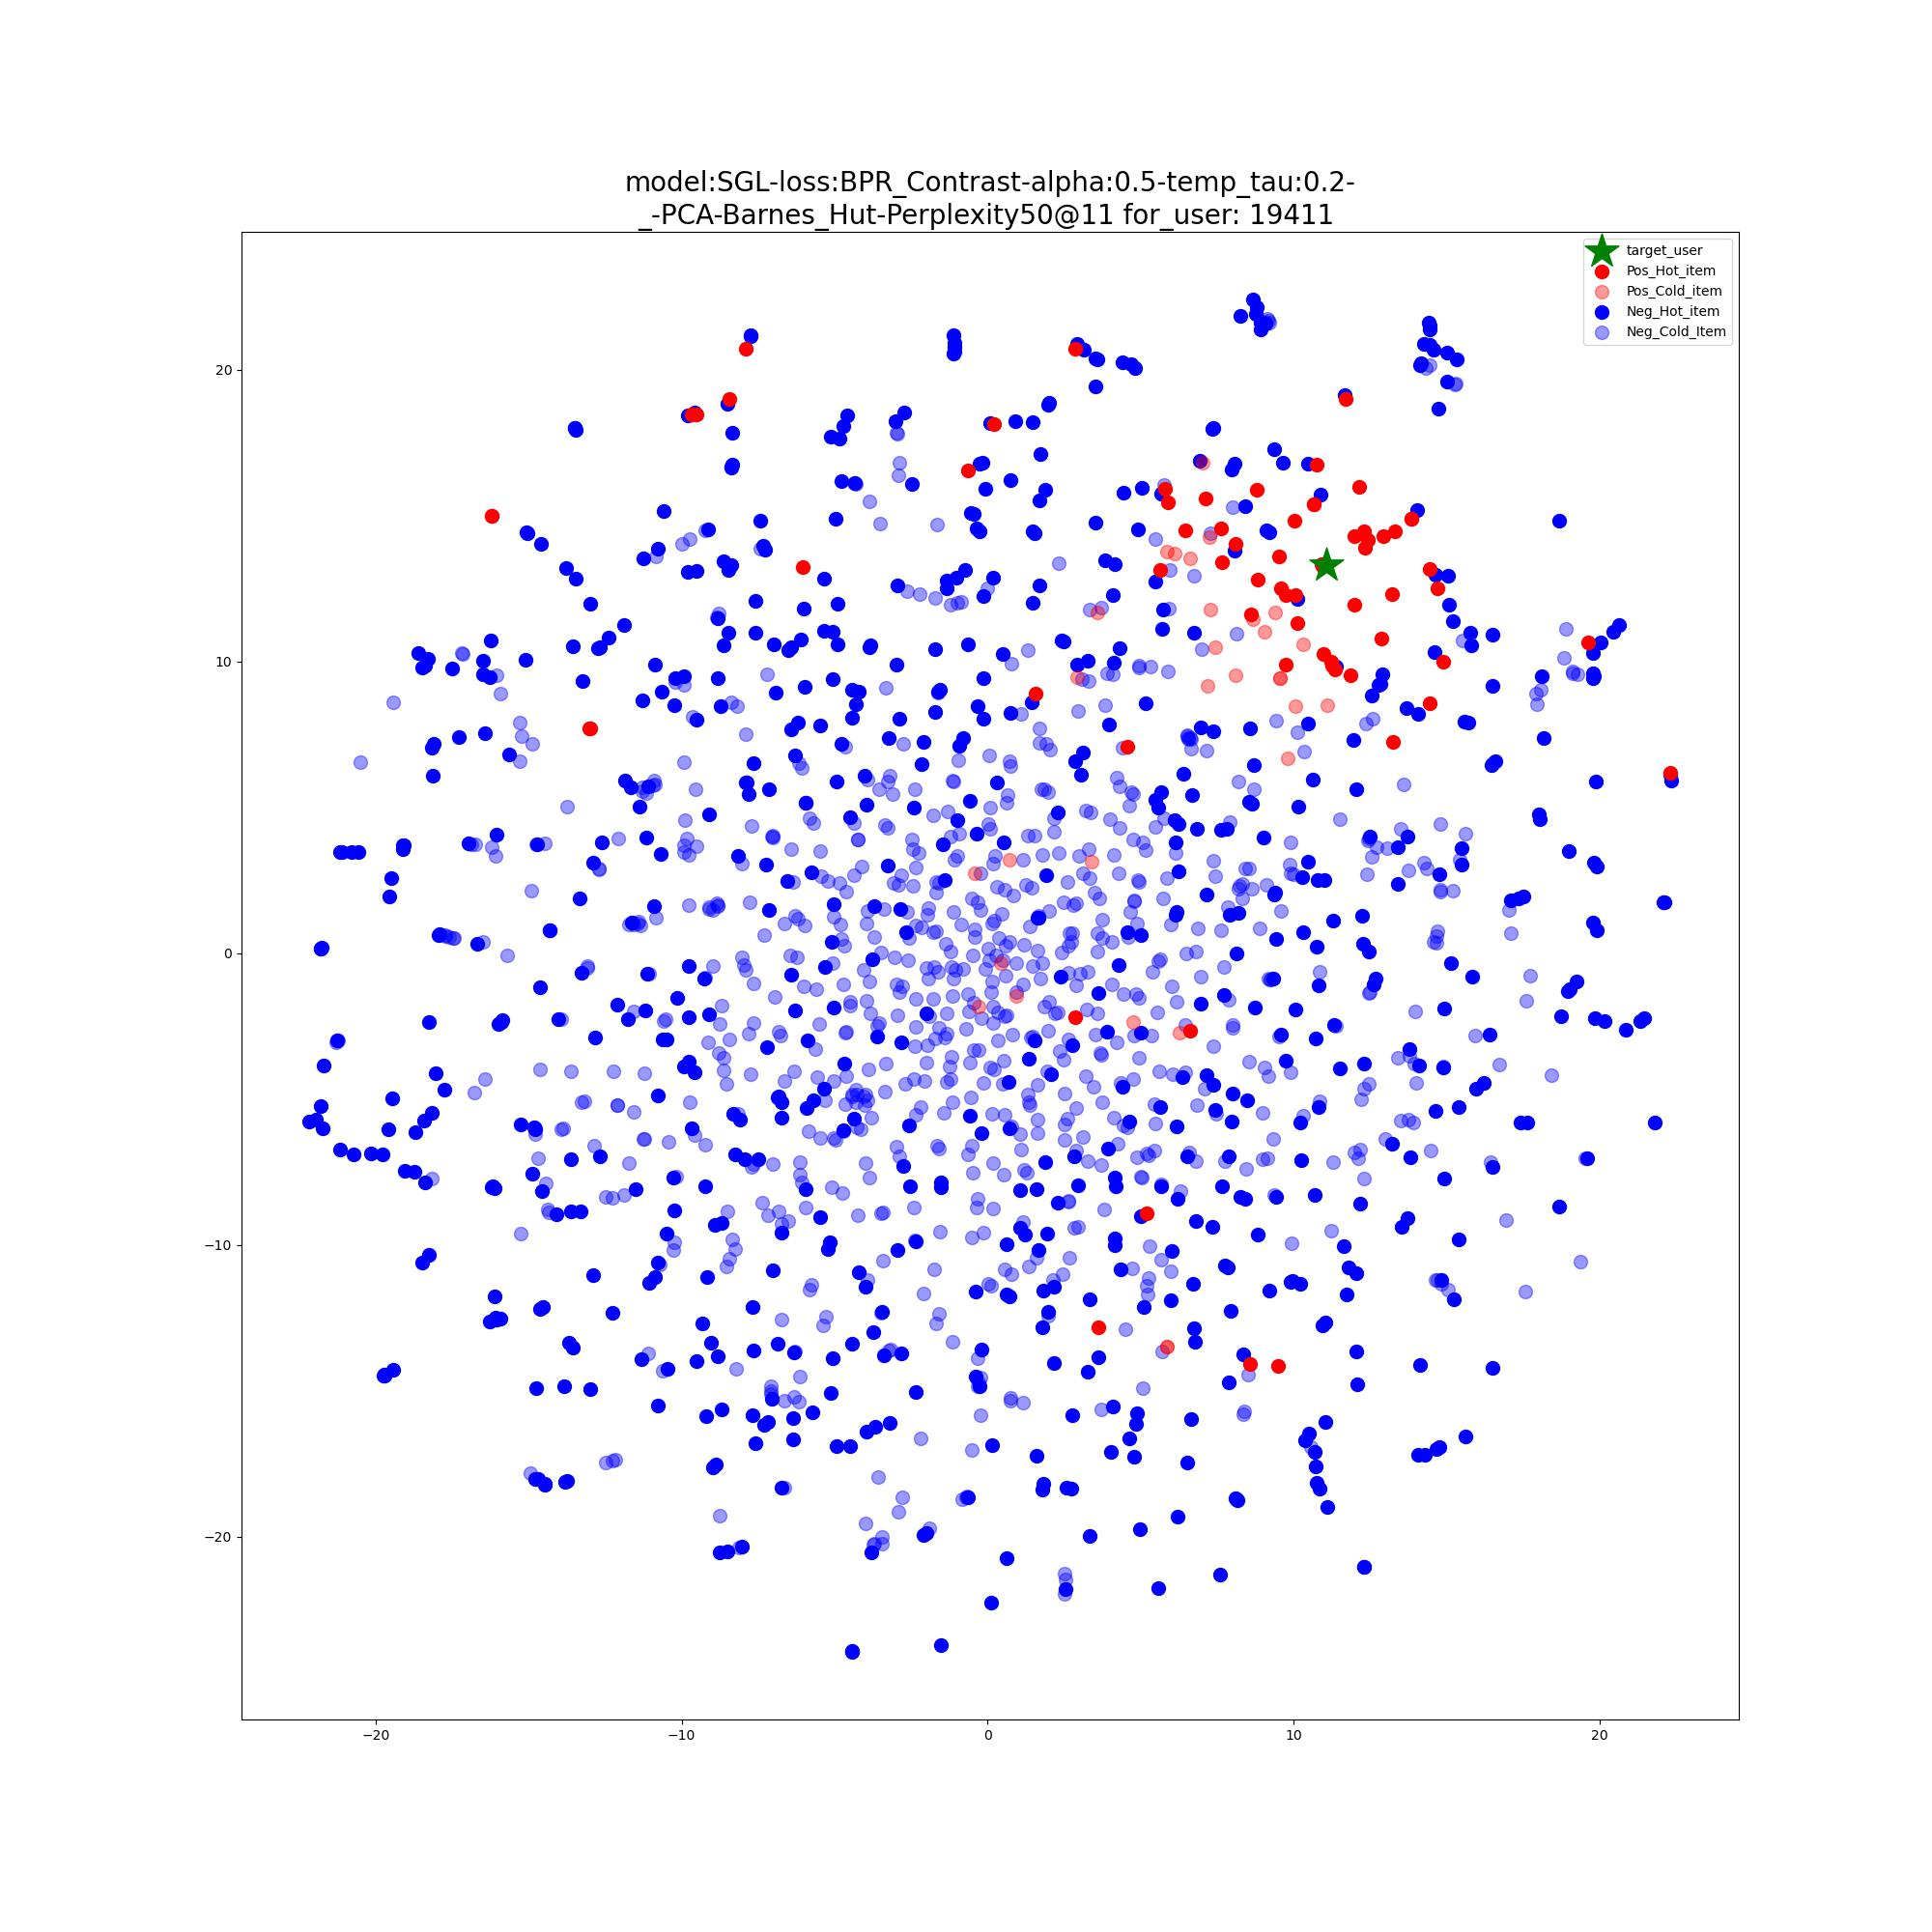 model:SGL-loss:BPR_Contrast-alpha:0.5-temp_tau:0.2-
_-PCA-Barnes_Hut-Perplexity50@11 for_user: 19411
target_user
Pos_Hot_item
Pos_Cold_item
Neg_Hot_item
Neg_Cold_Item
20
10
0
−10
−20
−20 −10 0 10 20